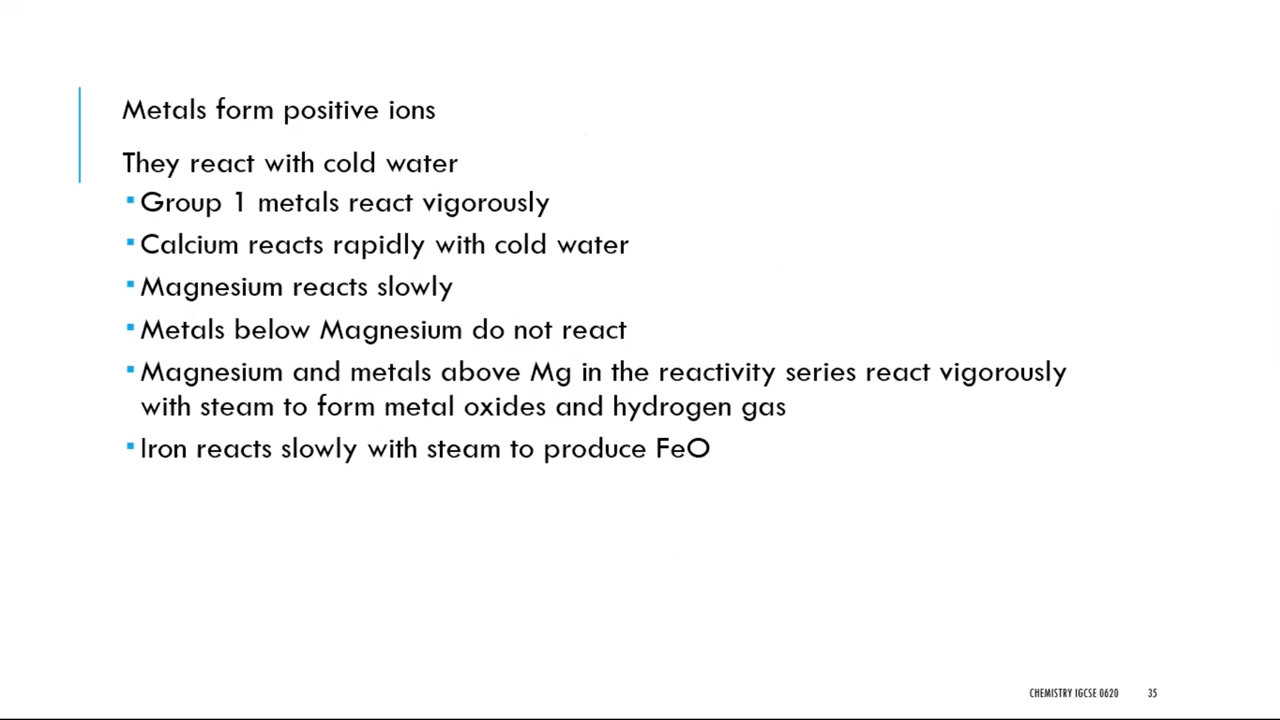 Metals form positive ions
They react with cold water
▪Group 1 metals react vigorously
▪Calcium reacts rapidly with cold water
▪Magnesium reacts slowly
▪Metals below Magnesium do not react
▪Magnesium and metals above Mg in the reactivity series react vigorously
with steam to form metal oxides and hydrogen gas
▪Iron reacts slowly with steam to produce FeO
CHEMISTRY IGCSE 0620 35